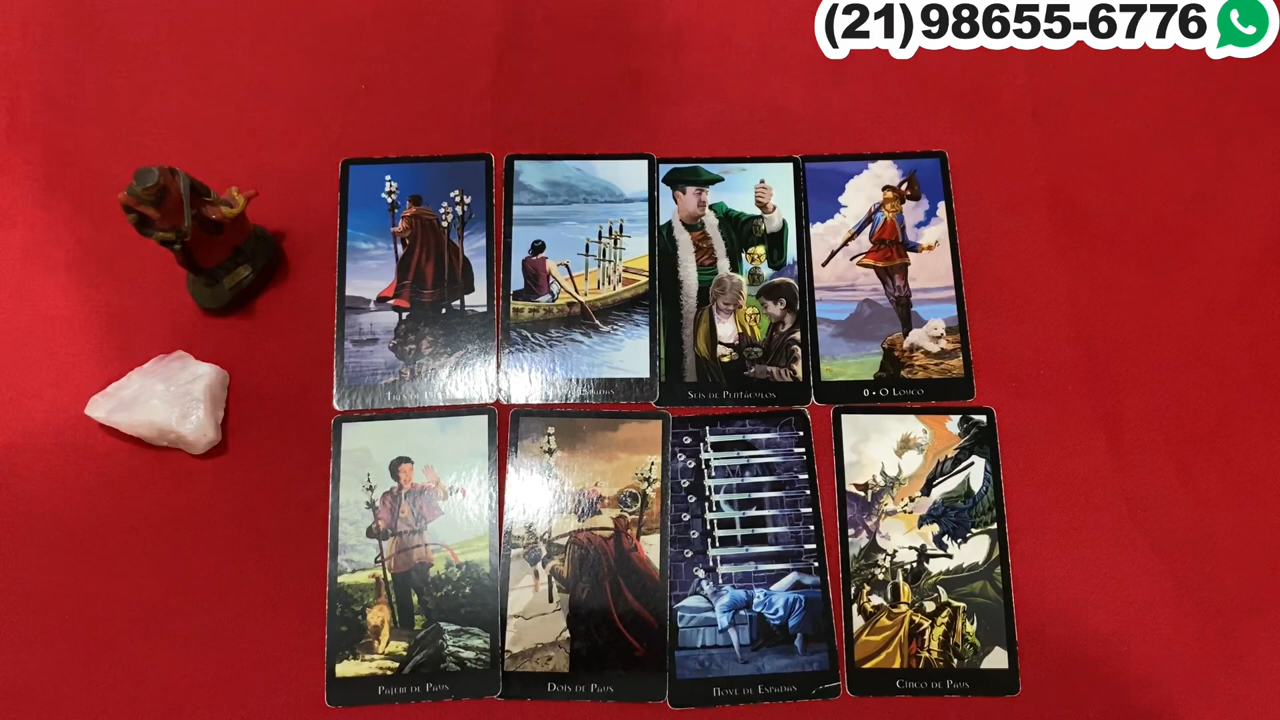 (21)98655-6776
Seis de Pentáculos
0 • O Louco
Pajem de Paus
Dois de Paus
Nove de Espadas
Cinco de Paus